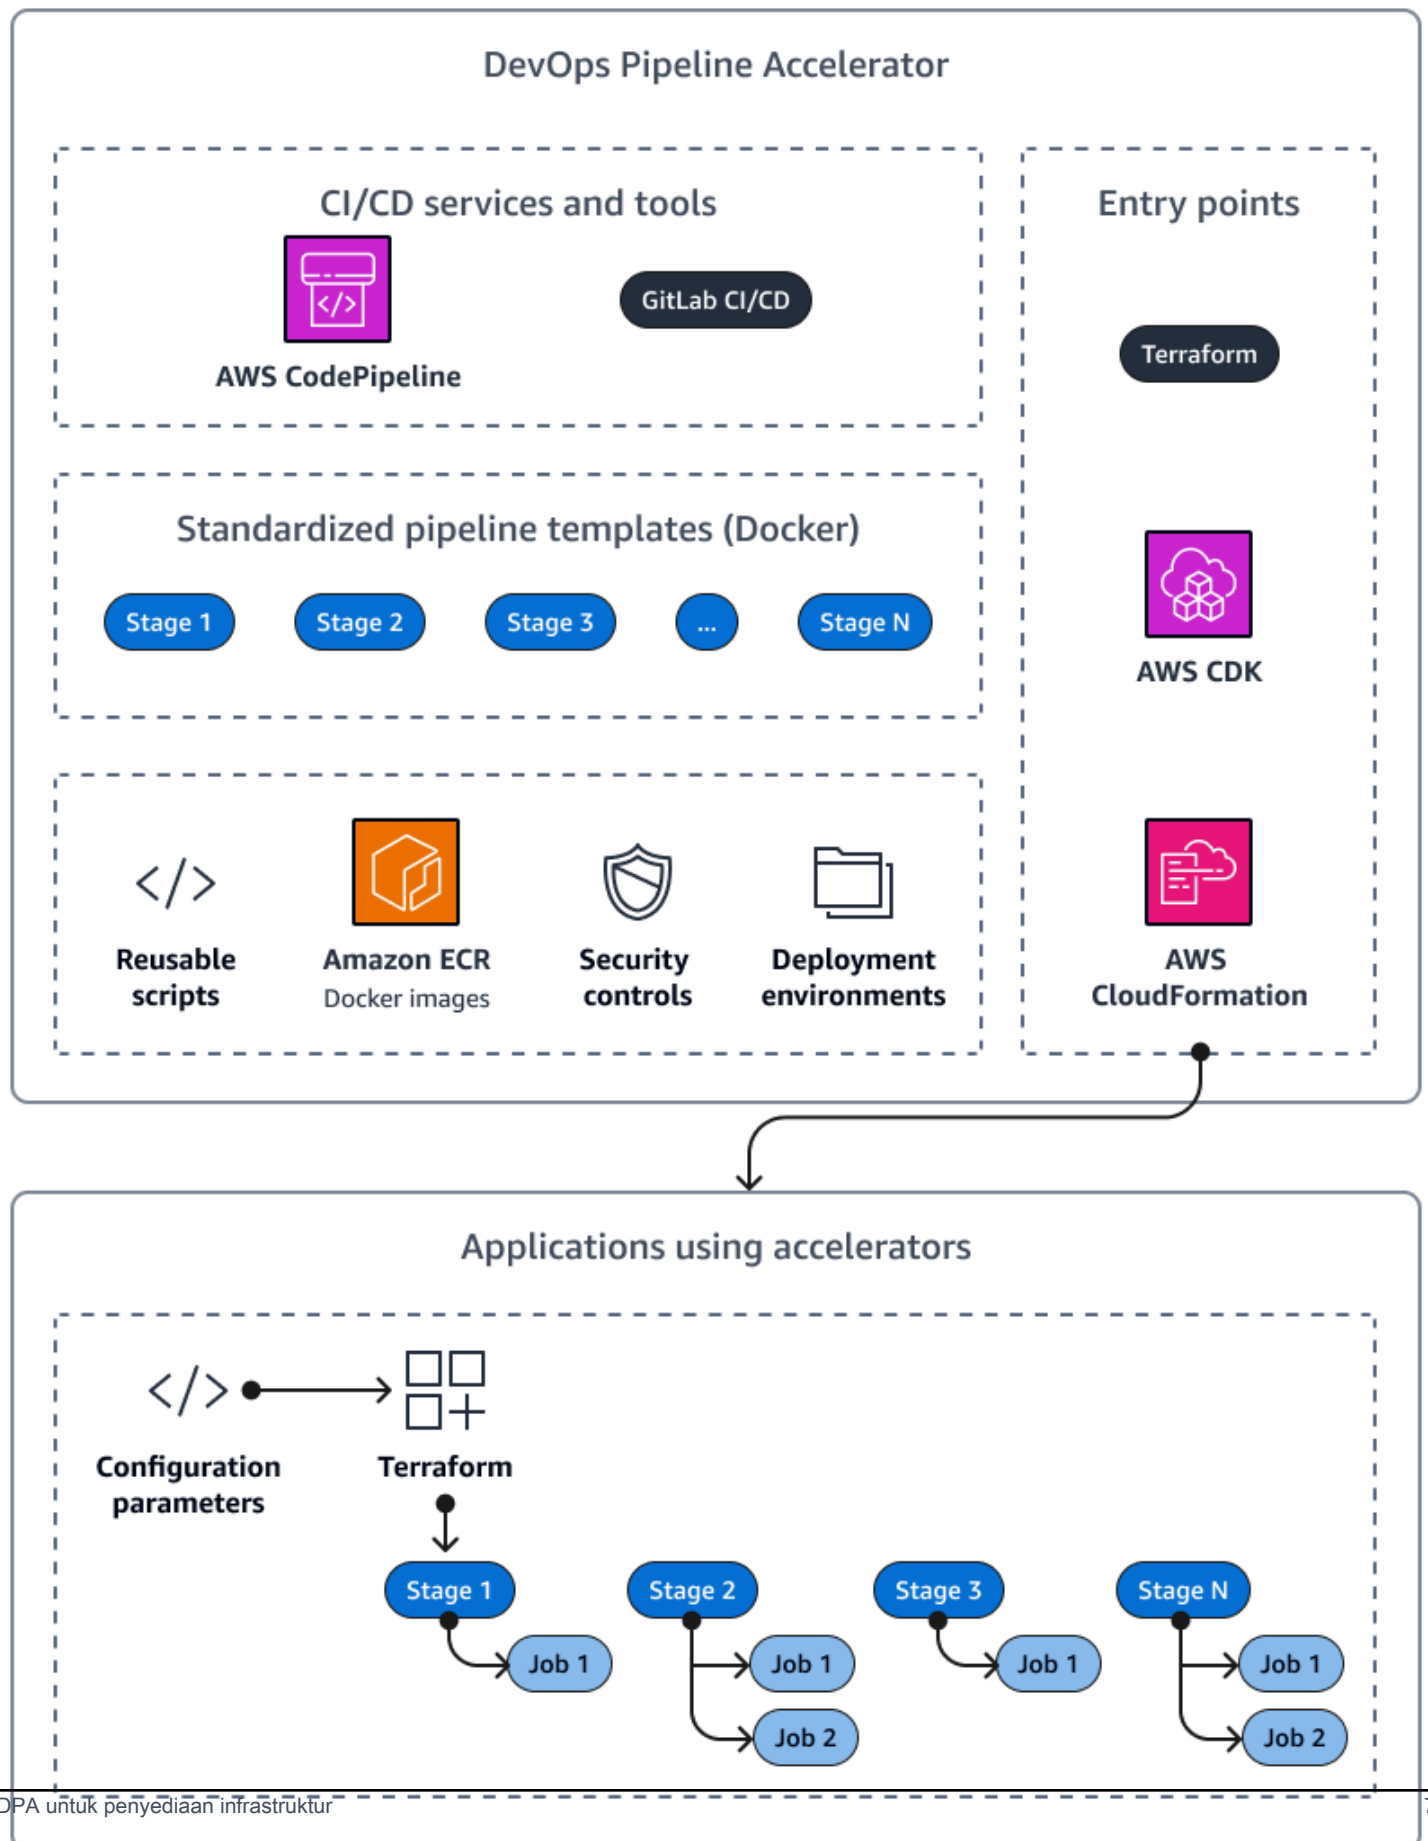 DevOps Pipeline Accelerator
CI/CD services and tools
AWS CodePipeline
GitLab CI/CD
Standardized pipeline templates (Docker)
Stage 1
Stage 2
Stage 3
...
Stage N
Reusable
scripts
Amazon ECR
Docker images
Security
controls
Deployment
environments
Entry points
Terraform
AWS CDK
AWS
CloudFormation
Applications using accelerators
Configuration
parameters
Terraform
Stage 1
Job 1
Stage 2
Job 1
Job 2
Stage 3
Job 1
Stage N
Job 1
Job 2
DPA untuk penyediaan infrastruktur